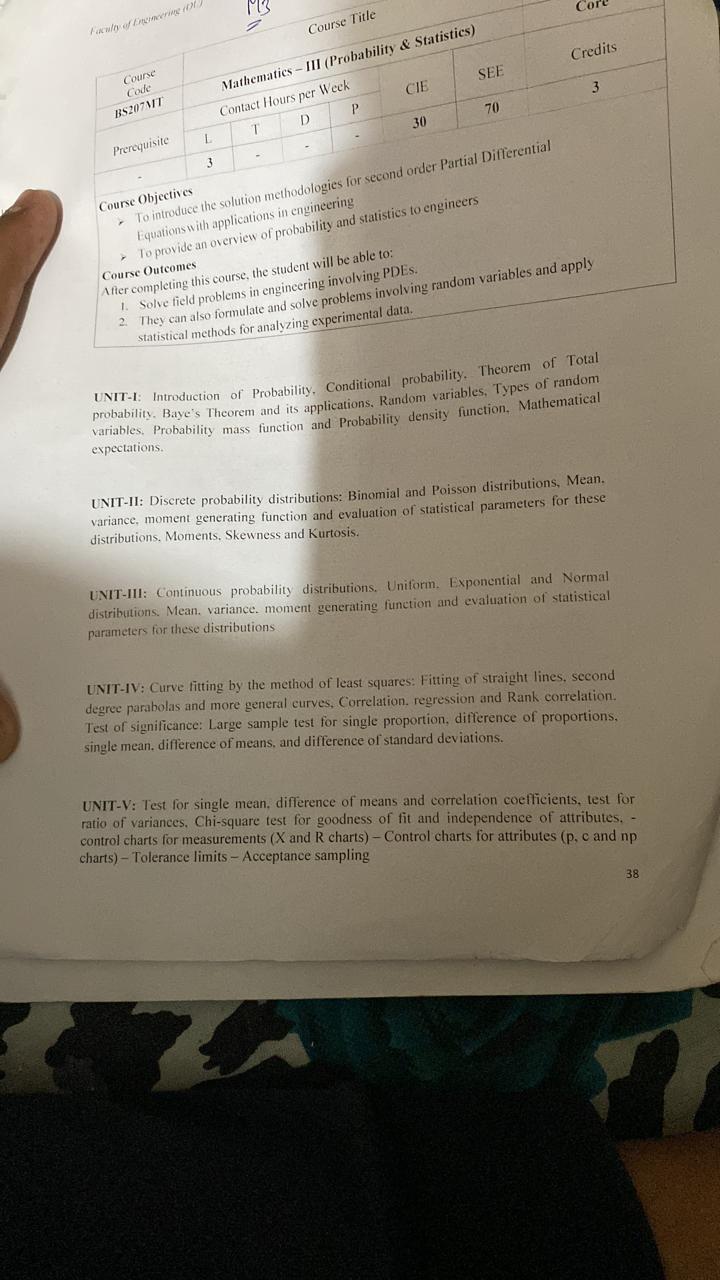 Faculty of Engineering (OU)
M3
Course Title
Core
Course Code
Mathematics – III (Probability & Statistics)
BS207MT
Contact Hours per Week
CIE
SEE
Credits
Prerequisite
L
T
D
P
30
70
3
-
3
-
-
-
Course Objectives
➢ To introduce the solution methodologies for second order Partial Differential
Equations with applications in engineering
➢ To provide an overview of probability and statistics to engineers
Course Outcomes
After completing this course, the student will be able to:
1. Solve field problems in engineering involving PDEs.
2. They can also formulate and solve problems involving random variables and apply
statistical methods for analyzing experimental data.
UNIT-I: Introduction of Probability, Conditional probability, Theorem of Total
probability, Baye's Theorem and its applications, Random variables, Types of random
variables, Probability mass function and Probability density function, Mathematical
expectations.
UNIT-II: Discrete probability distributions: Binomial and Poisson distributions, Mean,
variance, moment generating function and evaluation of statistical parameters for these
distributions, Moments, Skewness and Kurtosis.
UNIT-III: Continuous probability distributions, Uniform, Exponential and Normal
distributions, Mean, variance, moment generating function and evaluation of statistical
parameters for these distributions
UNIT-IV: Curve fitting by the method of least squares: Fitting of straight lines, second
degree parabolas and more general curves, Correlation, regression and Rank correlation.
Test of significance: Large sample test for single proportion, difference of proportions,
single mean, difference of means, and difference of standard deviations.
UNIT-V: Test for single mean, difference of means and correlation coefficients, test for
ratio of variances, Chi-square test for goodness of fit and independence of attributes, -
control charts for measurements (X and R charts) – Control charts for attributes (p, c and np
charts) – Tolerance limits – Acceptance sampling
38